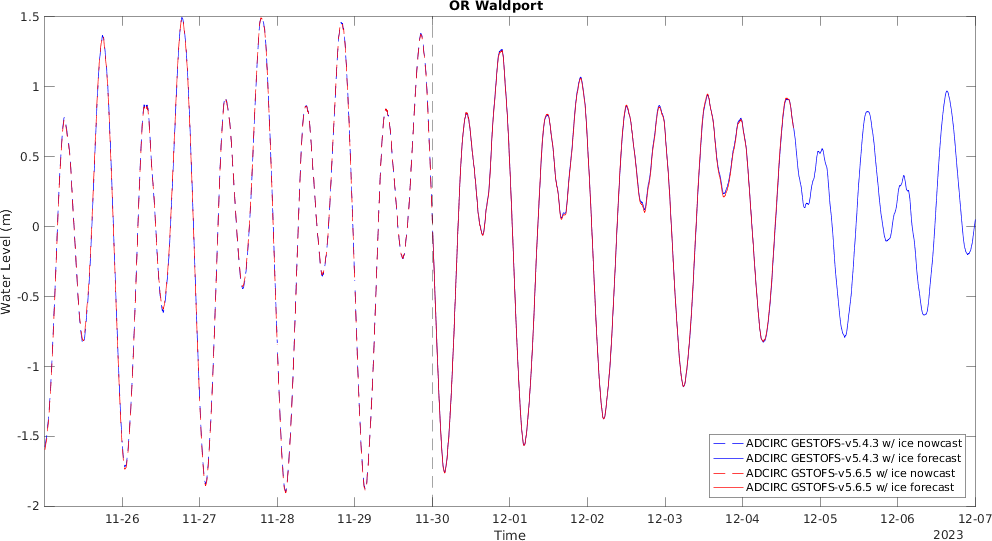 OR Waldport
1.5
1
0.5
0
-0.5
-1
-1.5
-2
Water Level (m)
ADCIRC GESTOFS-v5.4.3 w/ ice nowcast
ADCIRC GESTOFS-v5.4.3 w/ ice forecast
ADCIRC GSTOFS-v5.6.5 w/ ice nowcast
ADCIRC GSTOFS-v5.6.5 w/ ice forecast
11-26 11-27 11-28 11-29 11-30 12-01 12-02 12-03 12-04 12-05 12-06 12-07
Time
2023